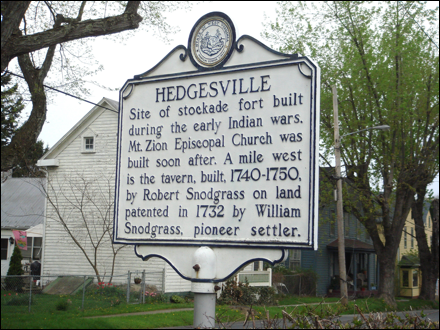 HEDGESVILLE
Site of stockade fort built
during the early Indian wars.
Mt. Zion Episcopal Church was
built soon after. A mile west
is the tavern, built, 1740-1750,
by Robert Snodgrass on land
patented in 1732 by William
Snodgrass, pioneer settler.